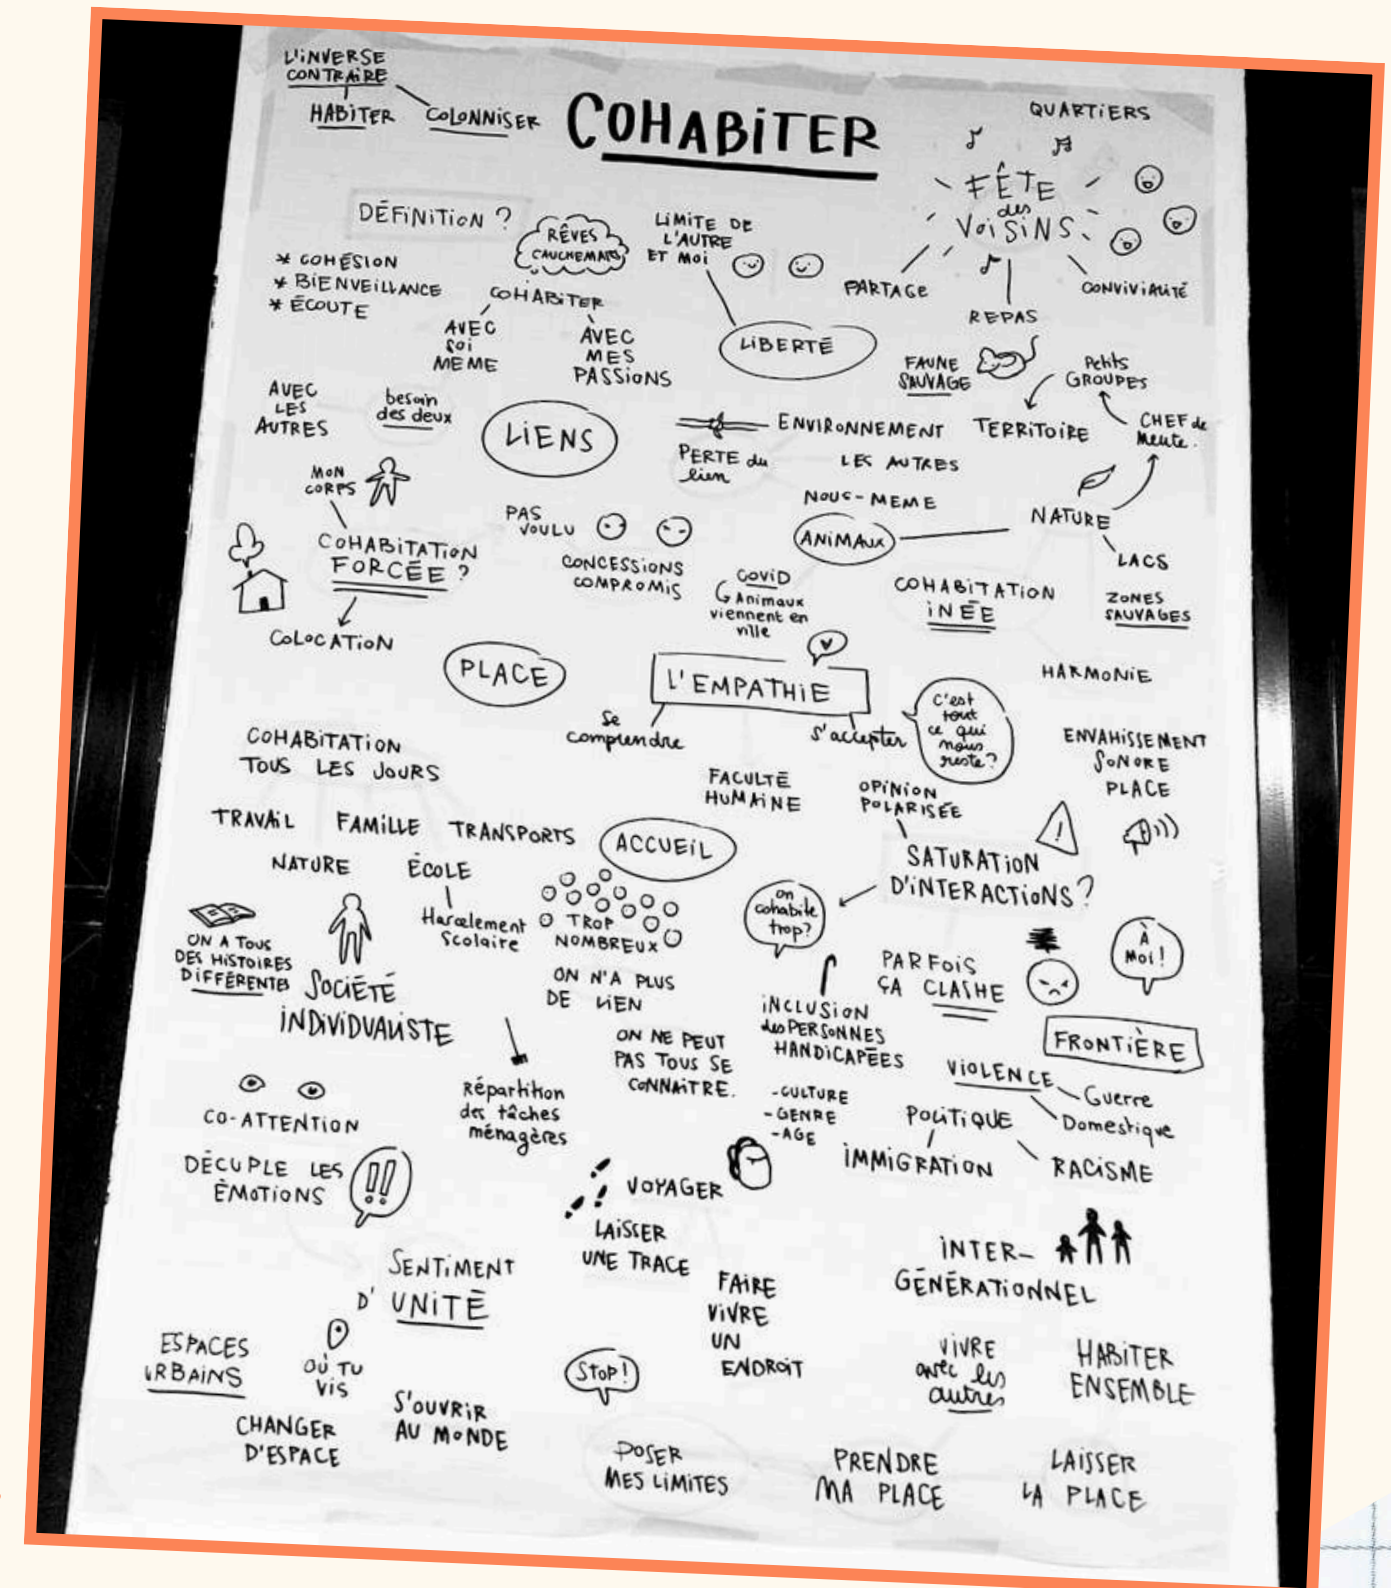 L'INVERSE
CONTRAIRE
HABITER
COLONNISER
COHABITER
QUARTIERS
FÊTE
des
VOISINS
PARTAGE
REPAS
CONVIVIALITÉ
DÉFINITION ?
* COHÉSION
* BIENVEILLANCE
* ÉCOUTE
RÊVES
CAUCHEMARS
COHABITER
AVEC
SOI
MEME
AVEC
MES
PASSIONS
LIMITE DE
L'AUTRE
ET MOI
LIBERTÉ
FAUNE
SAUVAGE
Petits
GROUPES
AVEC
LES
AUTRES
besoin
des deux
LIENS
ENVIRONNEMENT
TERRITOIRE
CHEF de
Meute.
PERTE du
lien
LES AUTRES
NOUS-MEME
MON
CORPS
PAS
VOULU
ANIMAUX
NATURE
LACS
ZONES
SAUVAGES
COHABITATION
FORCÉE ?
COLOCATION
CONCESSIONS
COMPROMIS
COVID
Animaux
viennent en
ville
COHABITATION
INÉE
HARMONIE
PLACE
L'EMPATHIE
Se
comprendre
S'accepter
C'est
tout
ce qui
nous
reste ?
ENVAHISSEMENT
SONORE
PLACE
COHABITATION
TOUS LES JOURS
FACULTÉ
HUMAINE
OPINION
POLARISÉE
TRAVAIL
FAMILLE
TRANSPORTS
NATURE
ÉCOLE
Harcelement
Scolaire
ACCUEIL
!
SATURATION
D'INTERACTIONS ?
on
cohabite
trop?
TROP
NOMBREUX
ON A TOUS
DES HISTOIRES
DIFFÉRENTES
SOCIÉTÉ
INDIVIDUALISTE
ON N'A PLUS
DE LIEN
ON NE PEUT
PAS TOUS SE
CONNAITRE.
PARFOIS
ÇA CLASHE
À
MOI !
INCLUSION
des PERSONNES
HANDICAPÉES
-CULTURE
-GENRE
-AGE
FRONTIÈRE
VIOLENCE
Guerre
Domestique
POLITIQUE
IMMIGRATION
RACISME
CO-ATTENTION
Répartition
des tâches
ménagères
DÉCUPLE LES
ÉMOTIONS
!!
VOYAGER
LAISSER
UNE TRACE
SENTIMENT
D' UNITÉ
FAIRE
VIVRE
UN
ENDROIT
INTER-
GÉNÉRATIONNEL
ESPACES
URBAINS
OÙ TU
VIS
CHANGER
D'ESPACE
S'OUVRIR
AU MONDE
STOP !
POSER
MES LIMITES
VIVRE
avec les
autres
HABITER
ENSEMBLE
PRENDRE
MA PLACE
LAISSER
LA PLACE